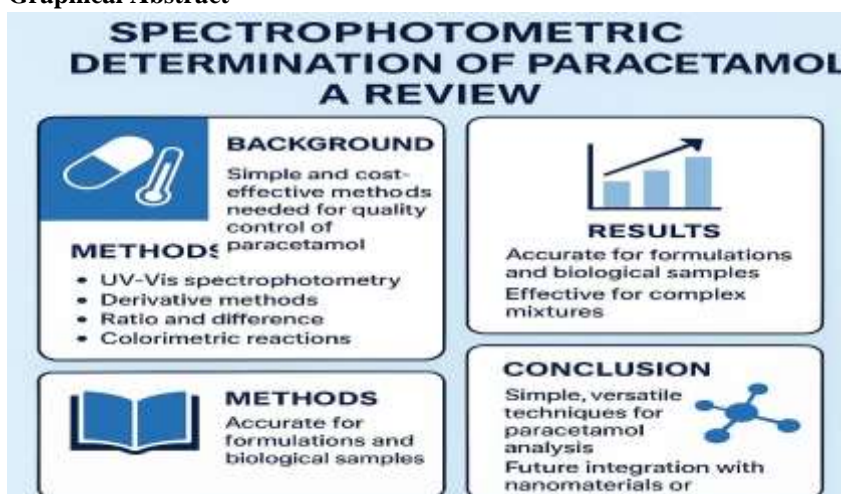 Graphical Abstract
SPECTROPHOTOMETRIC
DETERMINATION OF PARACETAMOL
A REVIEW
BACKGROUND
Simple and cost-
effective methods
needed for quality
control of
paracetamol
METHODS
• UV-Vis spectrophotometry
• Derivative methods
• Ratio and difference
• Colorimetric reactions
METHODS
Accurate for
formulations and
biological samples
RESULTS
Accurate for formulations
and biological samples
Effective for complex
mixtures
CONCLUSION
Simple, versatile
techniques for
paracetamol
analysis
Future integration with
nanomaterials or